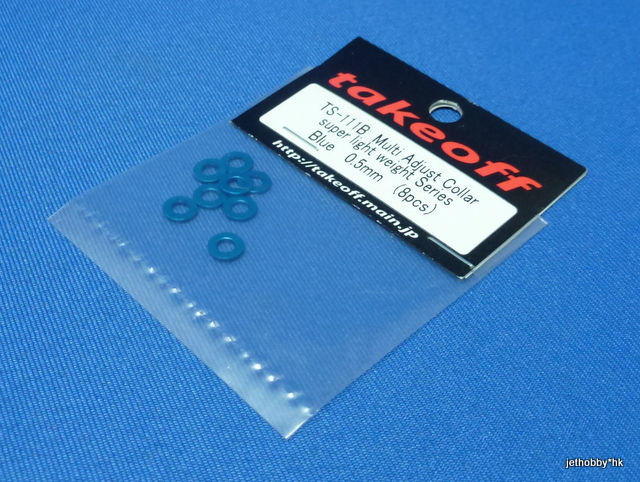 takeoff
TS-111B Multi Adjust Collar
super light weight Series
Blue 0.5mm (8pcs)
http://takeoff.main.jp
jethobby*hk